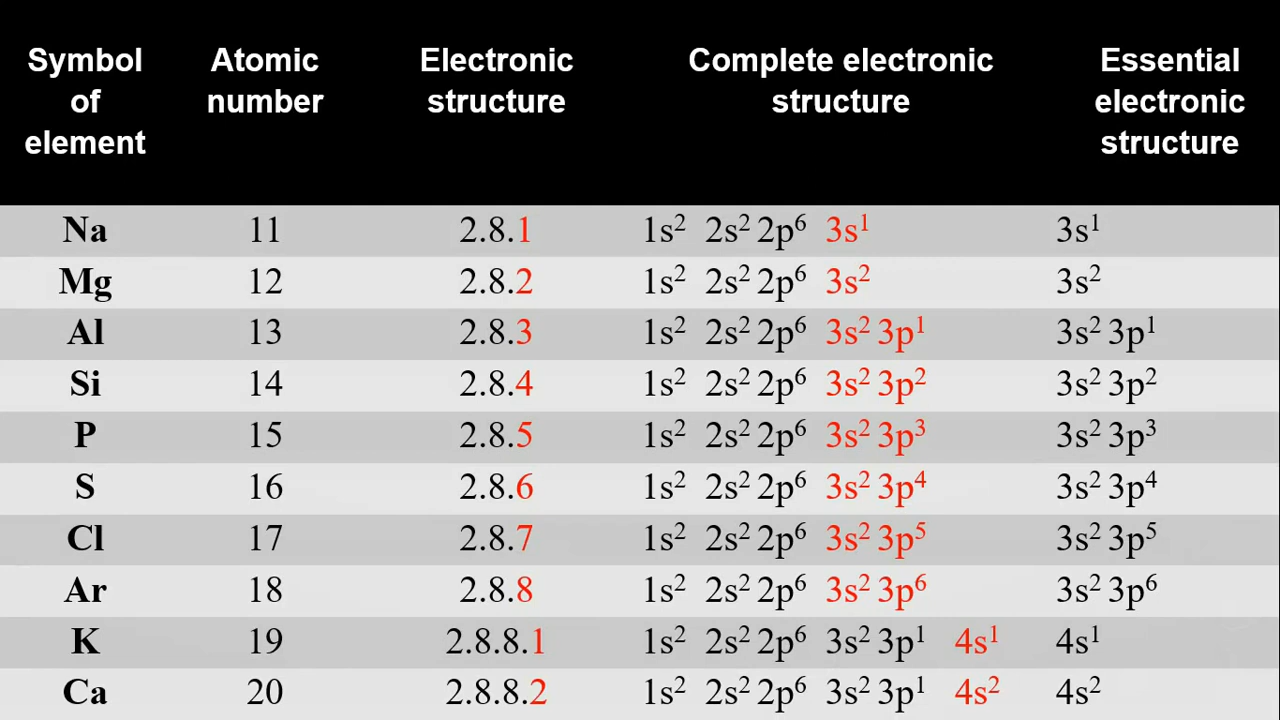 Symbol of element Atomic number Electronic structure Complete electronic structure Essential electronic structure
Na 11 2.8.1 1s² 2s² 2p⁶ 3s¹ 3s¹
Mg 12 2.8.2 1s² 2s² 2p⁶ 3s² 3s²
Al 13 2.8.3 1s² 2s² 2p⁶ 3s² 3p¹ 3s² 3p¹
Si 14 2.8.4 1s² 2s² 2p⁶ 3s² 3p² 3s² 3p²
P 15 2.8.5 1s² 2s² 2p⁶ 3s² 3p³ 3s² 3p³
S 16 2.8.6 1s² 2s² 2p⁶ 3s² 3p⁴ 3s² 3p⁴
Cl 17 2.8.7 1s² 2s² 2p⁶ 3s² 3p⁵ 3s² 3p⁵
Ar 18 2.8.8 1s² 2s² 2p⁶ 3s² 3p⁶ 3s² 3p⁶
K 19 2.8.8.1 1s² 2s² 2p⁶ 3s² 3p¹ 4s¹ 4s¹
Ca 20 2.8.8.2 1s² 2s² 2p⁶ 3s² 3p¹ 4s² 4s²